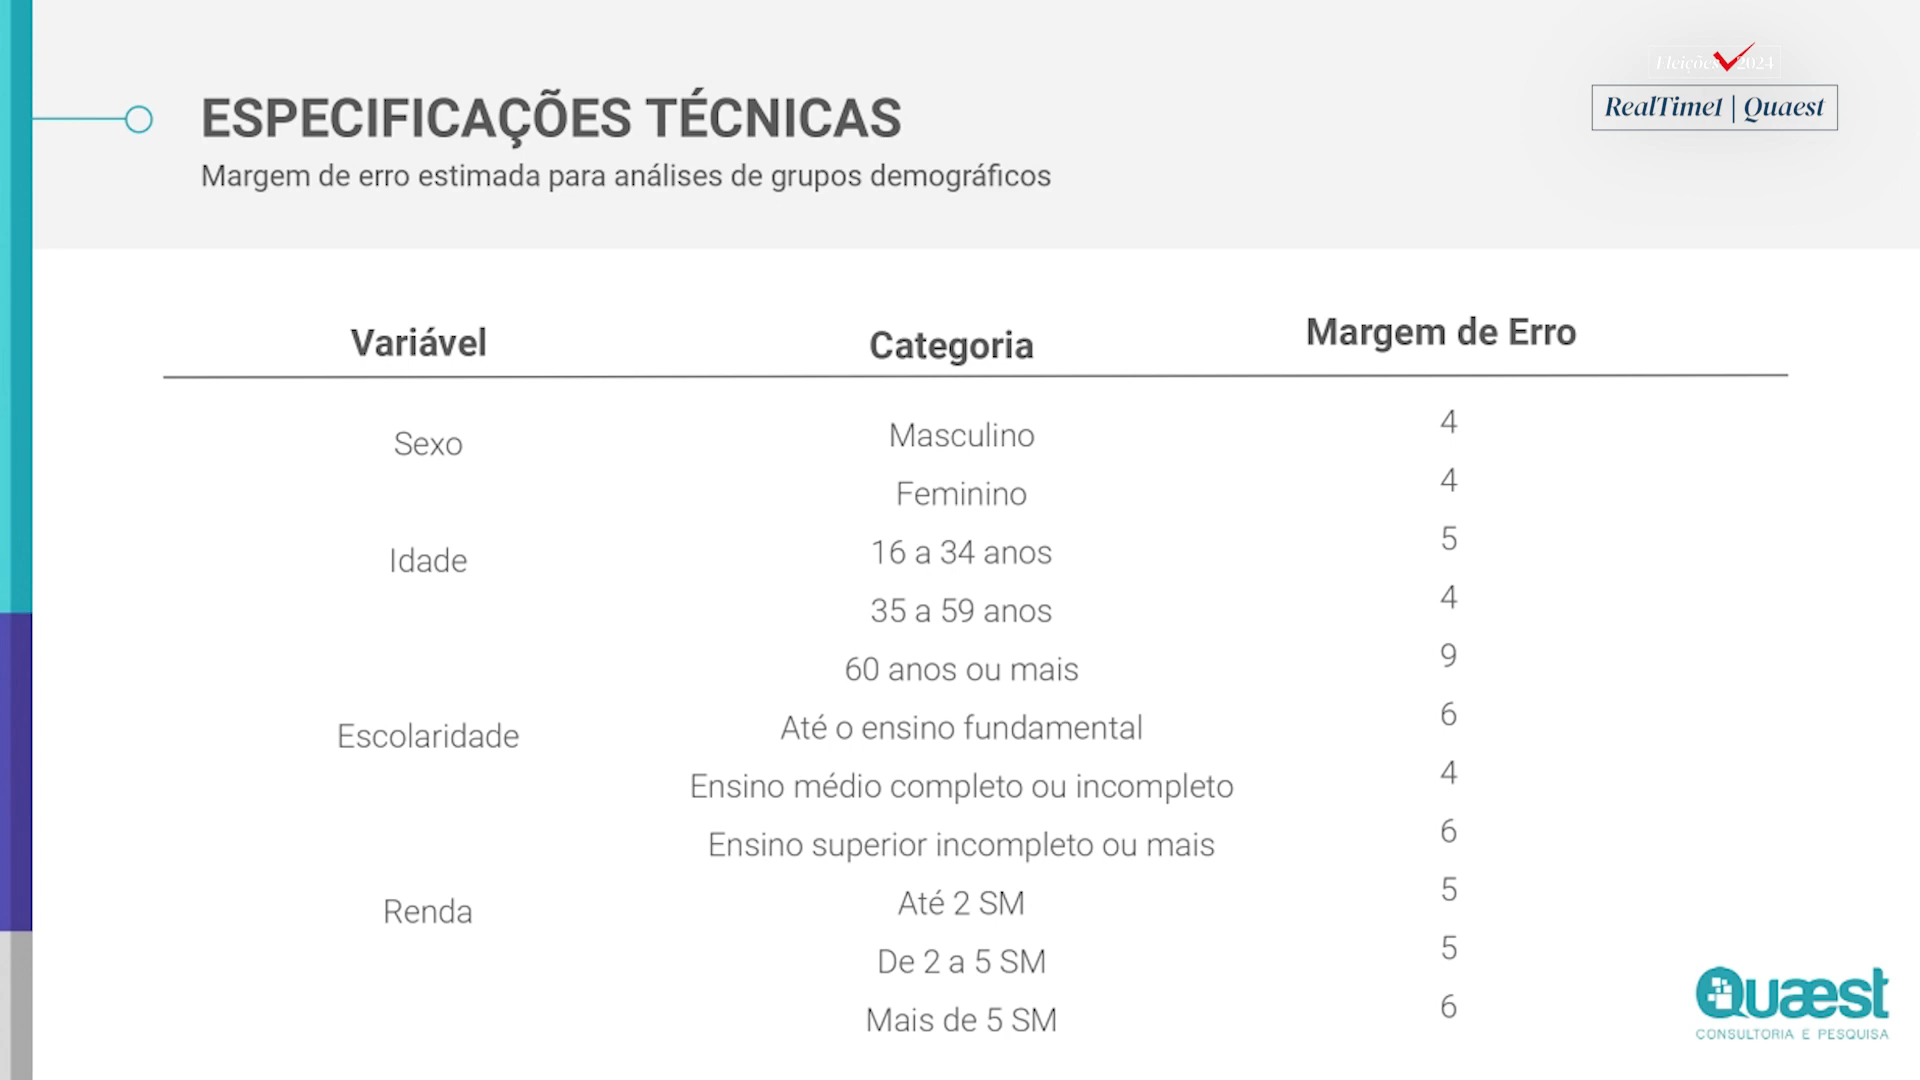 Eleições 2024
RealTime1 | Quaest
ESPECIFICAÇÕES TÉCNICAS
Margem de erro estimada para análises de grupos demográficos
Variável Categoria Margem de Erro
Sexo Masculino 4
Feminino 4
Idade 16 a 34 anos 5
35 a 59 anos 4
60 anos ou mais 9
Escolaridade Até o ensino fundamental 6
Ensino médio completo ou incompleto 4
Ensino superior incompleto ou mais 6
Renda Até 2 SM 5
De 2 a 5 SM 5
Mais de 5 SM 6
Quaest
CONSULTORIA E PESQUISA